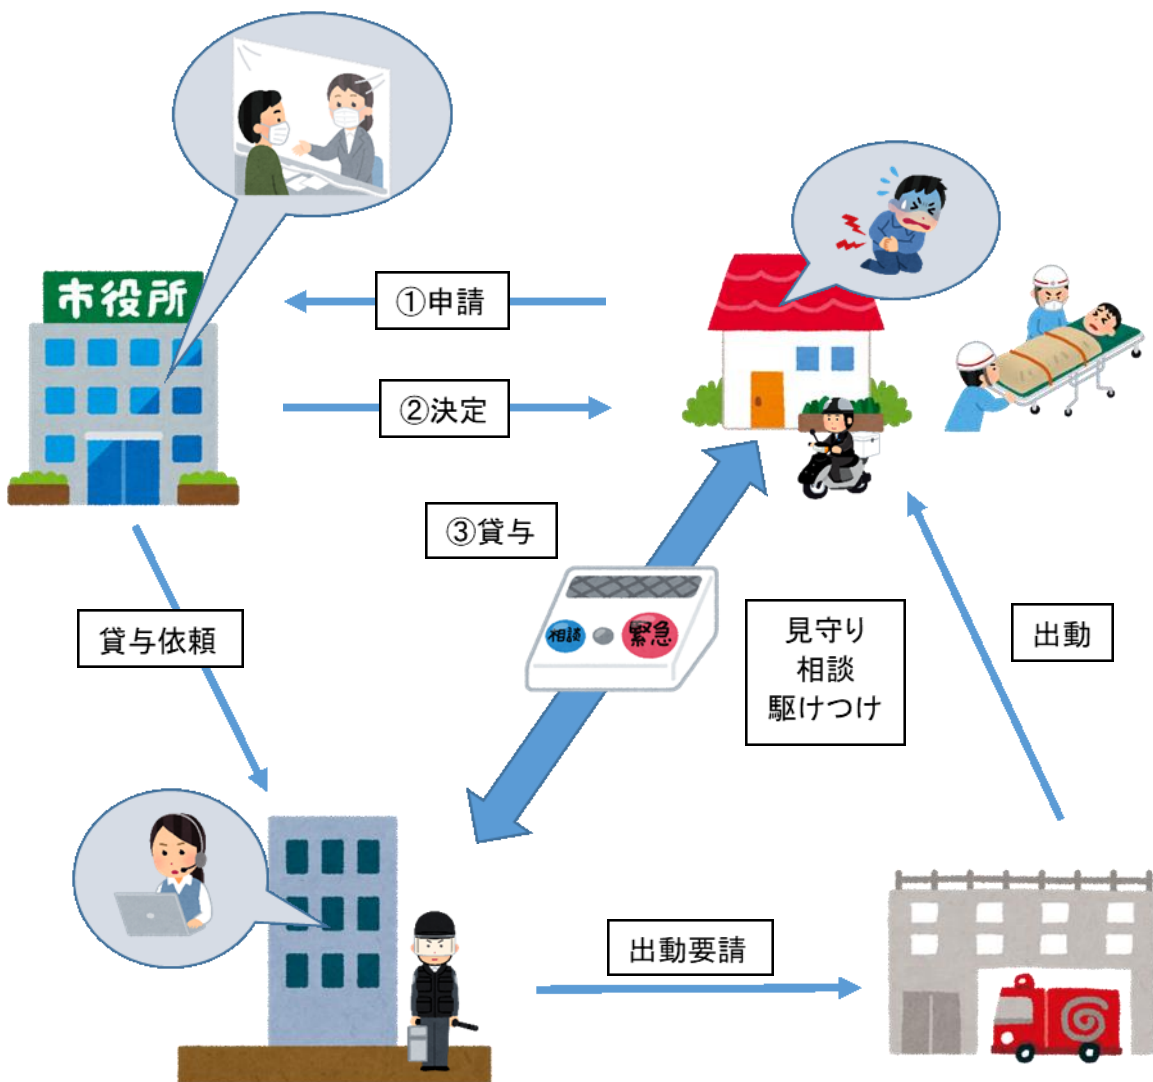 市役所
①申請
②決定
③貸与
相談
緊急
貸与依頼
見守り
相談
駆けつけ
出動
出動要請